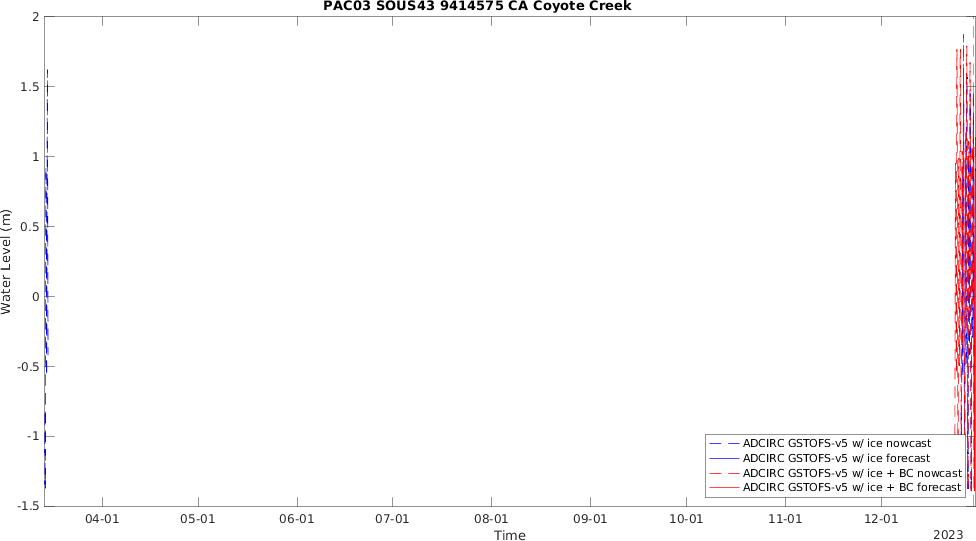 PAC03 SOUS43 9414575 CA Coyote Creek
2
1.5
1
0.5
0
-0.5
-1
-1.5
Water Level (m)
ADCIRC GSTOFS-v5 w/ ice nowcast
ADCIRC GSTOFS-v5 w/ ice forecast
ADCIRC GSTOFS-v5 w/ ice + BC nowcast
ADCIRC GSTOFS-v5 w/ ice + BC forecast
04-01 05-01 06-01 07-01 08-01 09-01 10-01 11-01 12-01
Time
2023